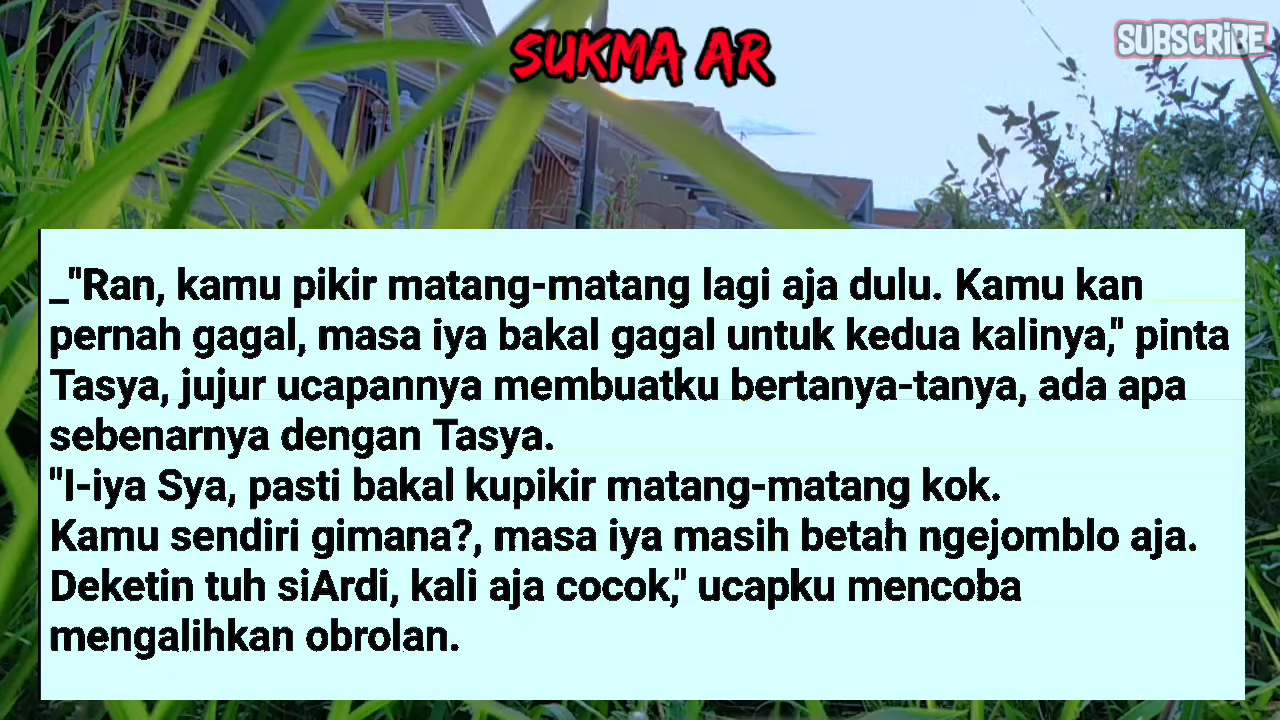 SUKMA AR
SUBSCRiBE
_"Ran, kamu pikir matang-matang lagi aja dulu. Kamu kan
pernah gagal, masa iya bakal gagal untuk kedua kalinya," pinta
Tasya, jujur ucapannya membuatku bertanya-tanya, ada apa
sebenarnya dengan Tasya.
"I-iya Sya, pasti bakal kupikir matang-matang kok.
Kamu sendiri gimana?, masa iya masih betah ngejomblo aja.
Deketin tuh siArdi, kali aja cocok," ucapku mencoba
mengalihkan obrolan.